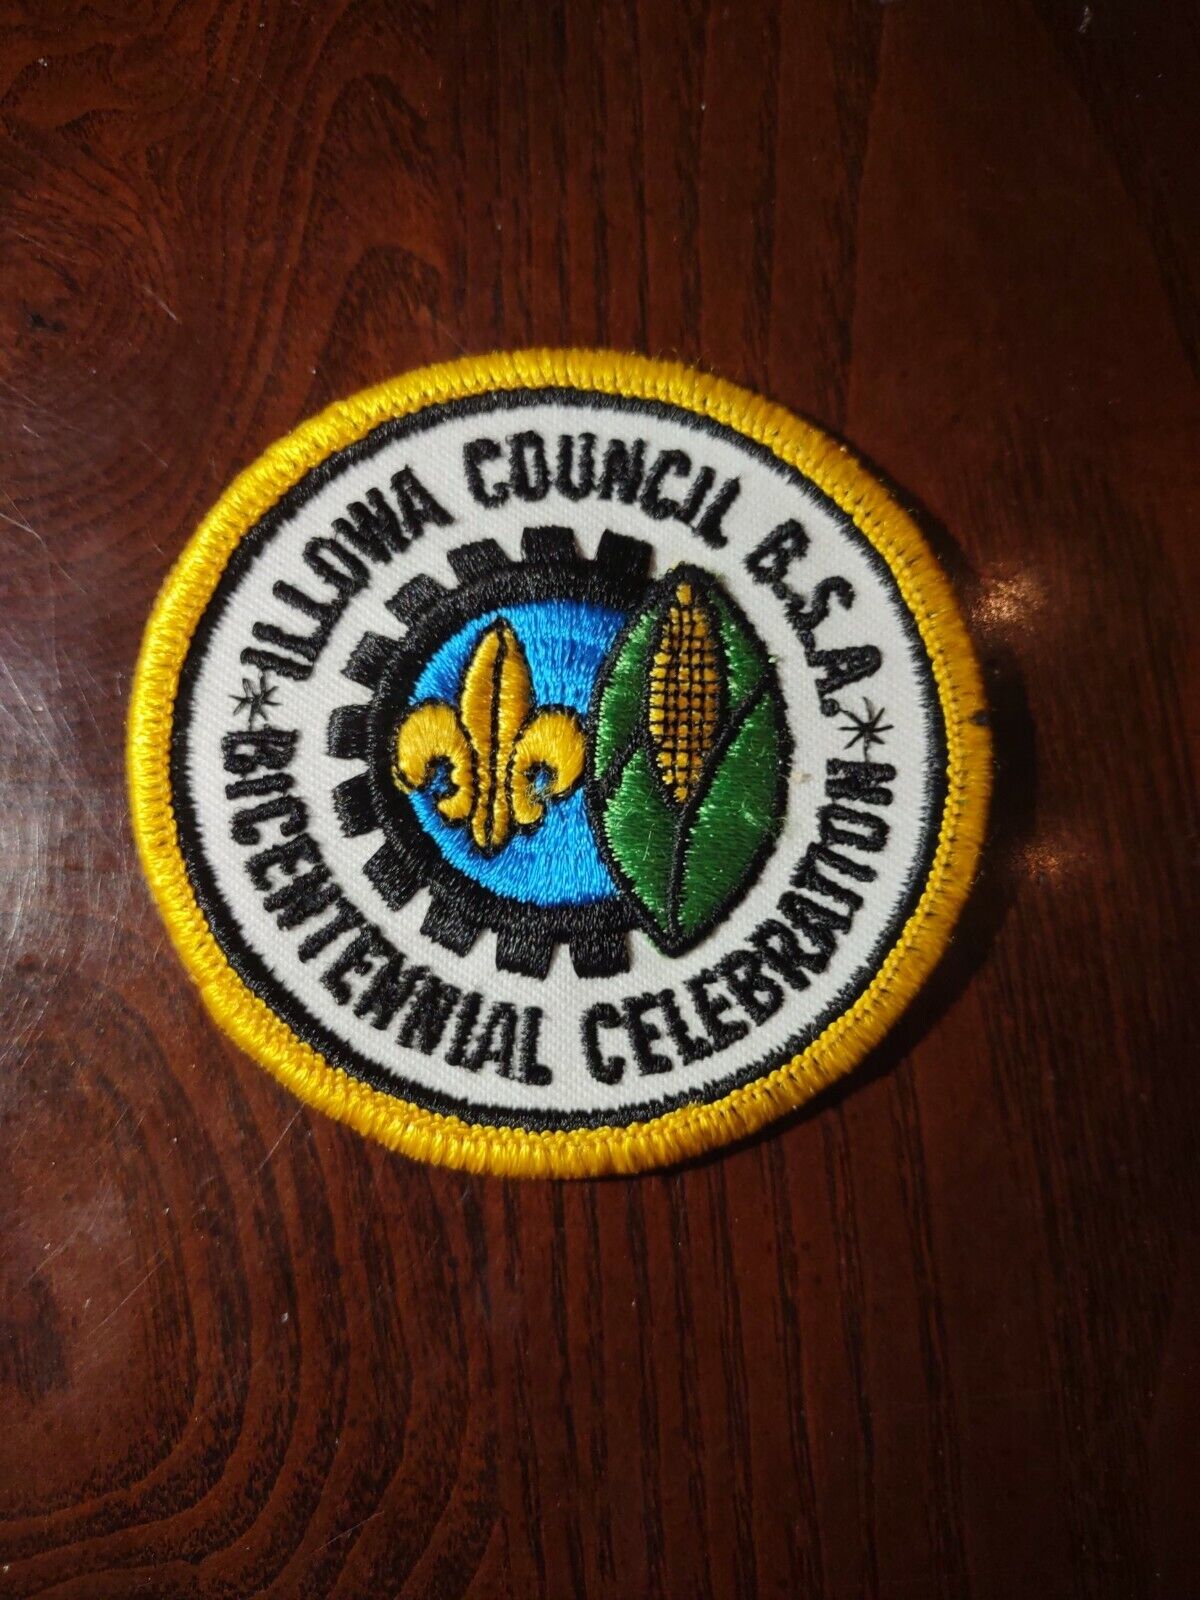 ILLOWA COUNCIL B.S.A.
BICENTENNIAL CELEBRATION